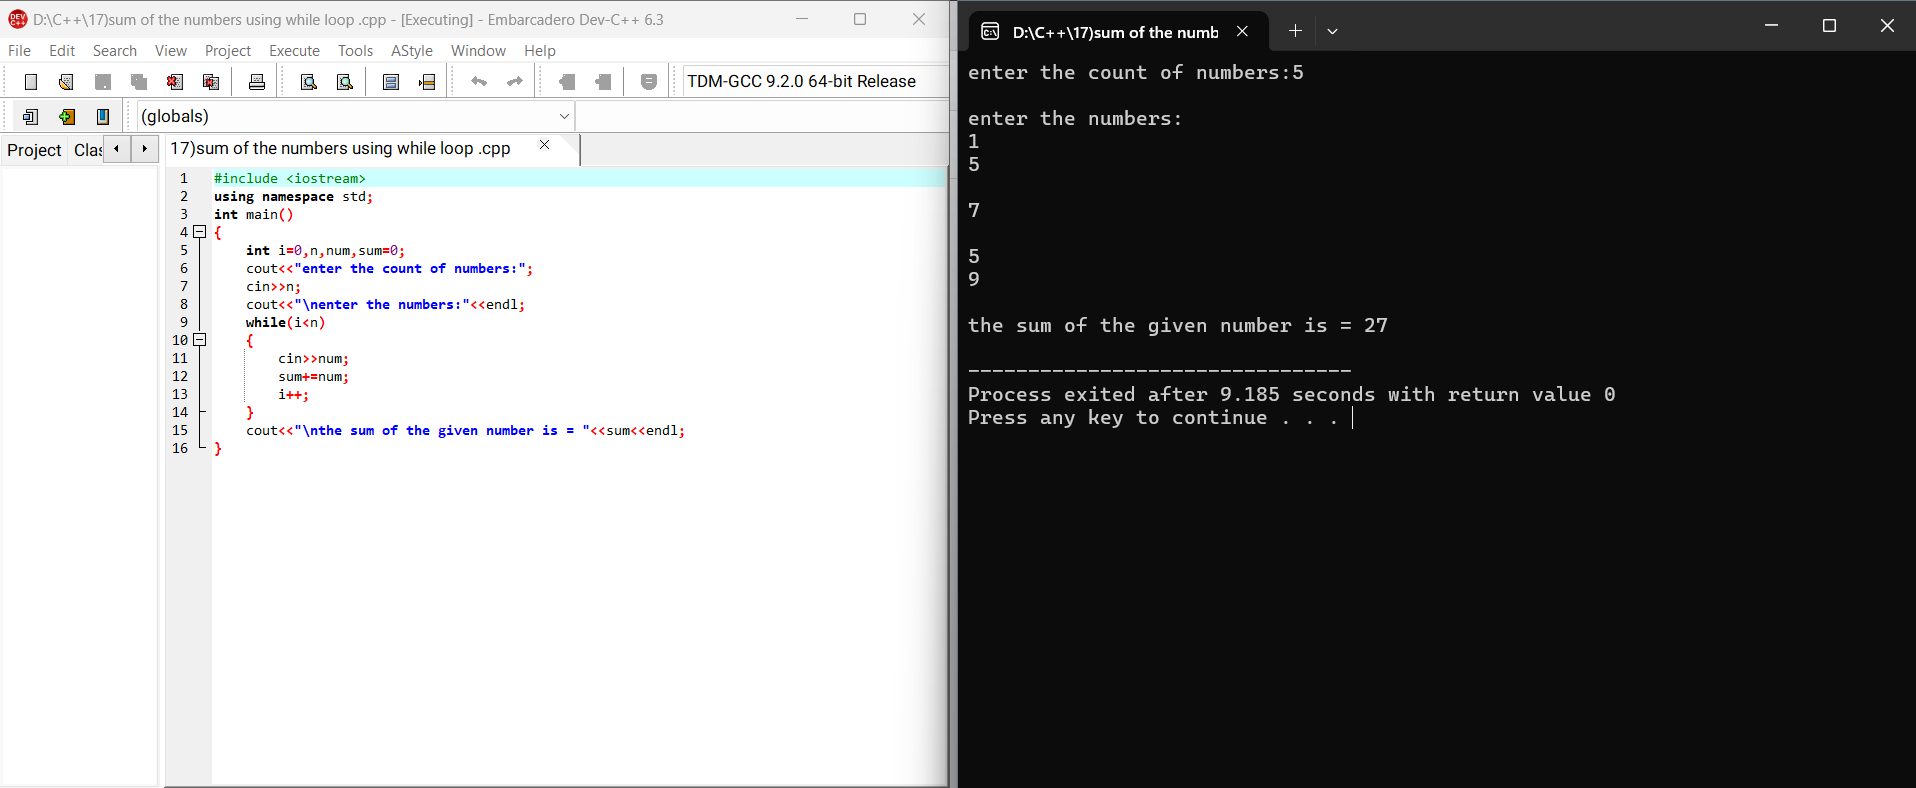 D:\C++\17)sum of the numbers using while loop .cpp - [Executing] - Embarcadero Dev-C++ 6.3
File Edit Search View Project Execute Tools AStyle Window Help
TDM-GCC 9.2.0 64-bit Release
(globals)
Project Clas
17)sum of the numbers using while loop .cpp
1 #include <iostream>
2 using namespace std;
3 int main()
4 {
5 int i=0,n,num,sum=0;
6 cout<<"enter the count of numbers:";
7 cin>>n;
8 cout<<"\nenter the numbers:"<<endl;
9 while(i<n)
10 {
11 cin>>num;
12 sum+=num;
13 i++;
14 }
15 cout<<"\nthe sum of the given number is = "<<sum<<endl;
16 }
D:\C++\17)sum of the numb
enter the count of numbers:5
enter the numbers:
1
5
7
5
9
the sum of the given number is = 27
--------------------------------
Process exited after 9.185 seconds with return value 0
Press any key to continue . . .